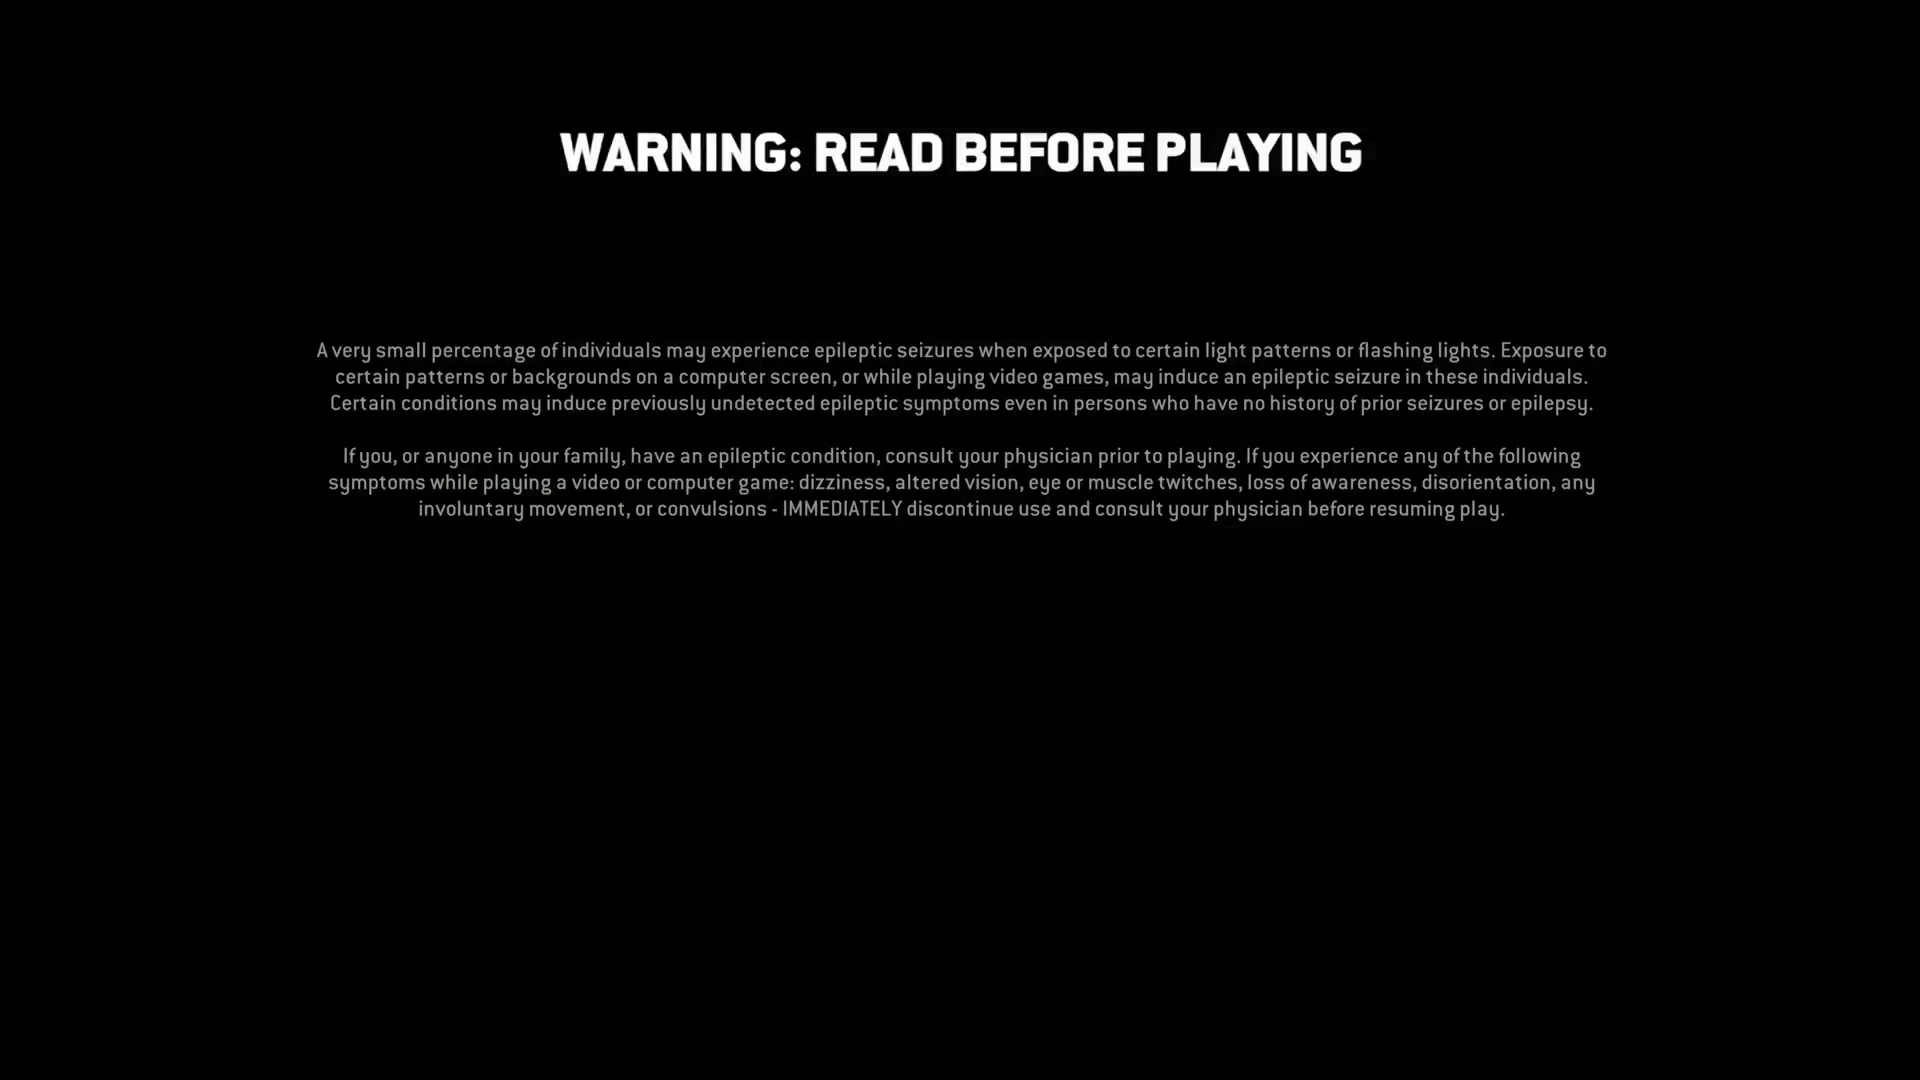 WARNING: READ BEFORE PLAYING
A very small percentage of individuals may experience epileptic seizures when exposed to certain light patterns or flashing lights. Exposure to
certain patterns or backgrounds on a computer screen, or while playing video games, may induce an epileptic seizure in these individuals.
Certain conditions may induce previously undetected epileptic symptoms even in persons who have no history of prior seizures or epilepsy.
If you, or anyone in your family, have an epileptic condition, consult your physician prior to playing. If you experience any of the following
symptoms while playing a video or computer game: dizziness, altered vision, eye or muscle twitches, loss of awareness, disorientation, any
involuntary movement, or convulsions - IMMEDIATELY discontinue use and consult your physician before resuming play.